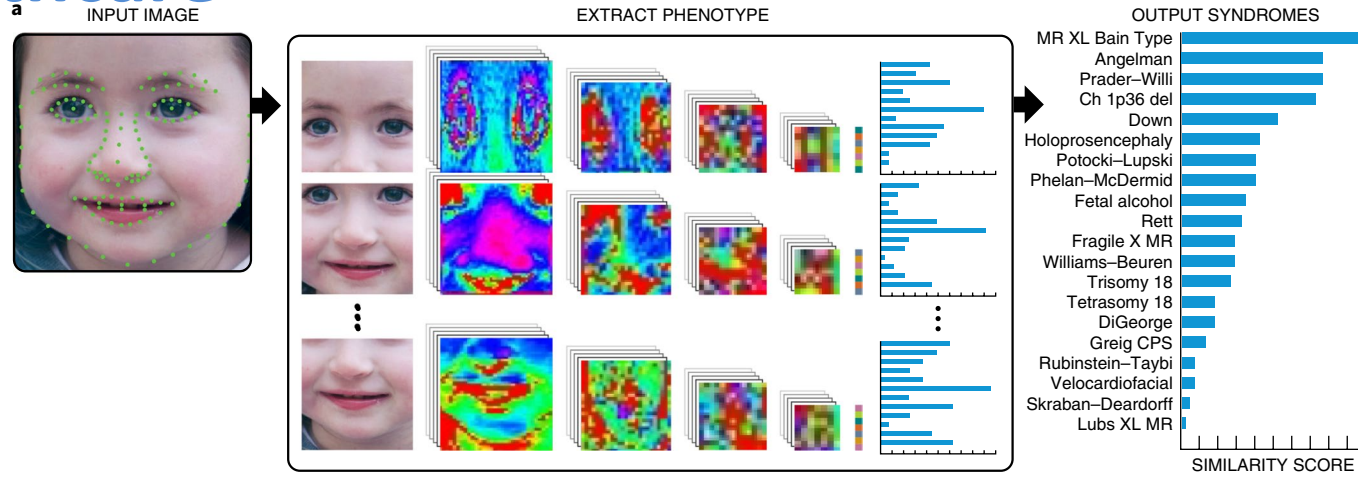 a
INPUT IMAGE
EXTRACT PHENOTYPE
OUTPUT SYNDROMES
MR XL Bain Type
Angelman
Prader–Willi
Ch 1p36 del
Down
Holoprosencephaly
Potocki–Lupski
Phelan–McDermid
Fetal alcohol
Rett
Fragile X MR
Williams–Beuren
Trisomy 18
Tetrasomy 18
DiGeorge
Greig CPS
Rubinstein–Taybi
Velocardiofacial
Skraban–Deardorff
Lubs XL MR
SIMILARITY SCORE